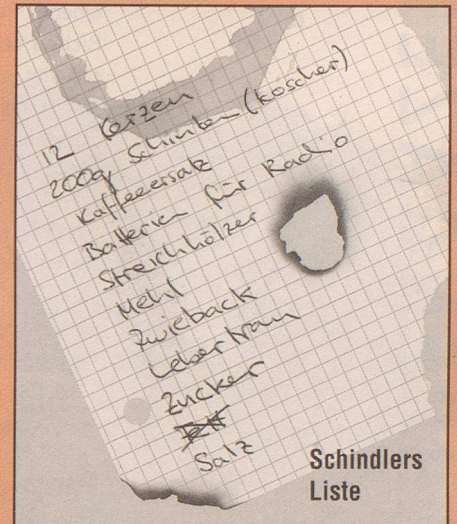 12 Kerzen
200g Schinken (koscher)
Kaffeeersatz
Batterien für Radio
Streichhölzer
Mehl
Zwieback
Lebertran
Zucker
Salz
Schindlers
Liste